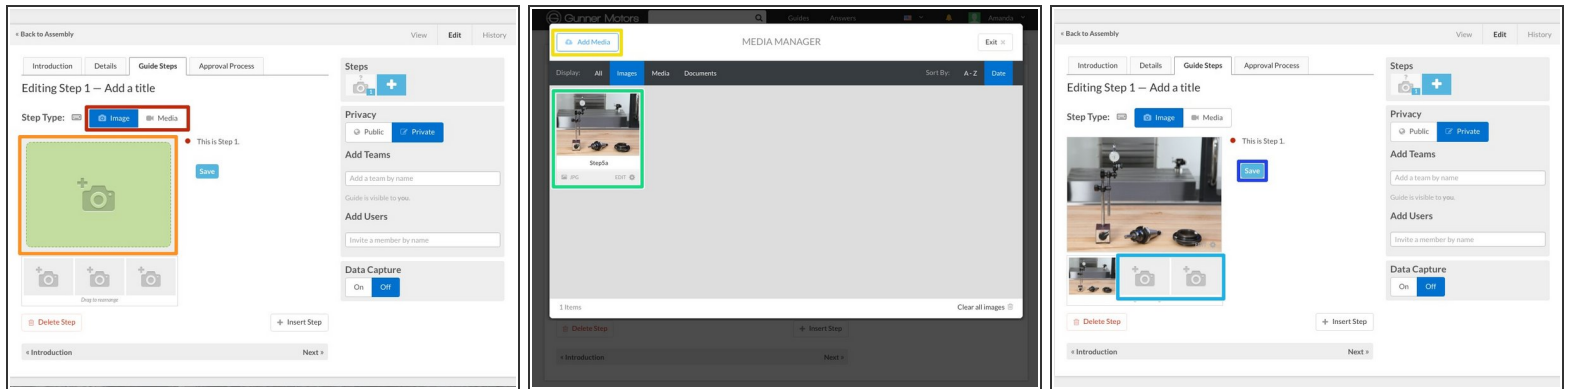 « Back to Assembly
View Edit History
Introduction Details Guide Steps Approval Process
Editing Step 1 — Add a title
Step Type: Image Media
This is Step 1.
Save
Drag to rearrange
Delete Step
+ Insert Step
« Introduction
Next »
Steps
? 1 +
Privacy
Public Private
Add Teams
Add a team by name
Guide is visible to you.
Add Users
Invite a member by name
Data Capture
On Off
Gunner Motors Guides Answers Amanda
Add Media MEDIA MANAGER Exit
Display: All Images Media Documents Sort By: A - Z Date
Step5a
JPG EDIT
1 Items Clear all images
Delete Step + Insert Step
« Introduction Next »
« Back to Assembly
View Edit History
Introduction Details Guide Steps Approval Process
Editing Step 1 — Add a title
Step Type: Image Media
This is Step 1.
Save
Delete Step
+ Insert Step
« Introduction
Next »
Steps
? 1 +
Privacy
Public Private
Add Teams
Add a team by name
Guide is visible to you.
Add Users
Invite a member by name
Data Capture
On Off